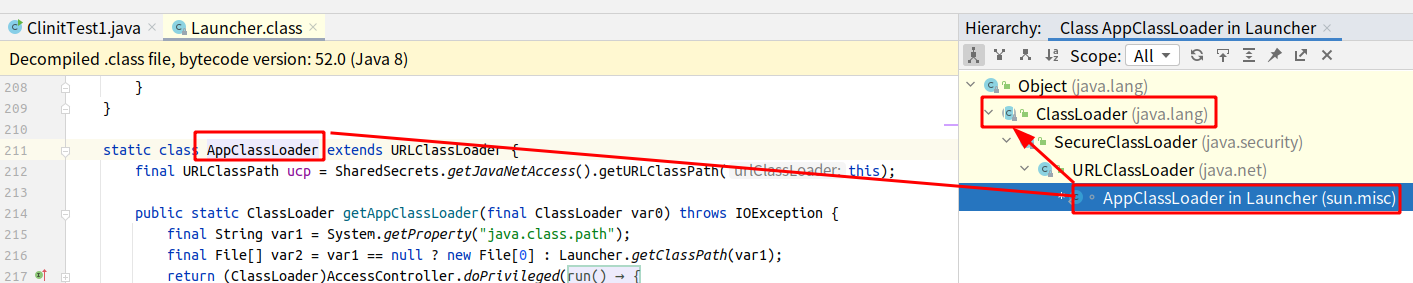 ClinitTest1.java
Launcher.class
Decompiled .class file, bytecode version: 52.0 (Java 8)
208 }
209 }
210
211 static class AppClassLoader extends URLClassLoader {
212 final URLClassPath ucp = SharedSecrets.getJavaNetAccess().getURLClassPath( urlClassLoader: this);
213
214 public static ClassLoader getAppClassLoader(final ClassLoader var0) throws IOException {
215 final String var1 = System.getProperty("java.class.path");
216 final File[] var2 = var1 == null ? new File[0] : Launcher.getClassPath(var1);
217 return (ClassLoader)AccessController.doPrivileged(run() → {
Hierarchy: Class AppClassLoader in Launcher
Scope: All
Object (java.lang)
ClassLoader (java.lang)
SecureClassLoader (java.security)
URLClassLoader (java.net)
AppClassLoader in Launcher (sun.misc)